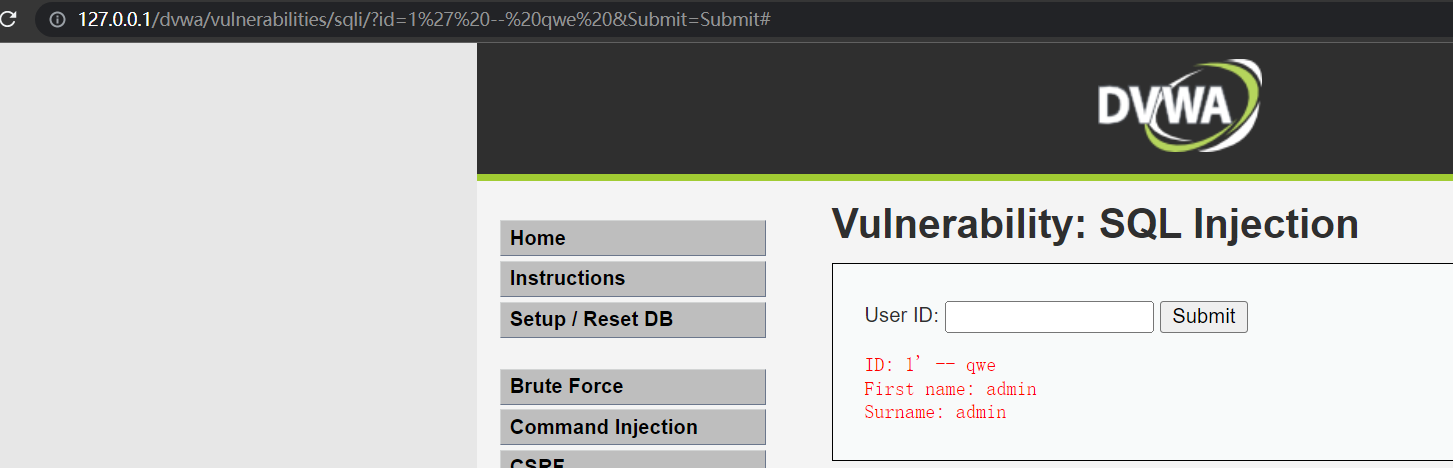 127.0.0.1/dvwa/vulnerabilities/sqli/?id=1%27%20--%20qwe%20&Submit=Submit#
DVWA
Vulnerability: SQL Injection
Home
Instructions
Setup / Reset DB
Brute Force
Command Injection
CSRF
User ID:
Submit
ID: 1' -- qwe
First name: admin
Surname: admin